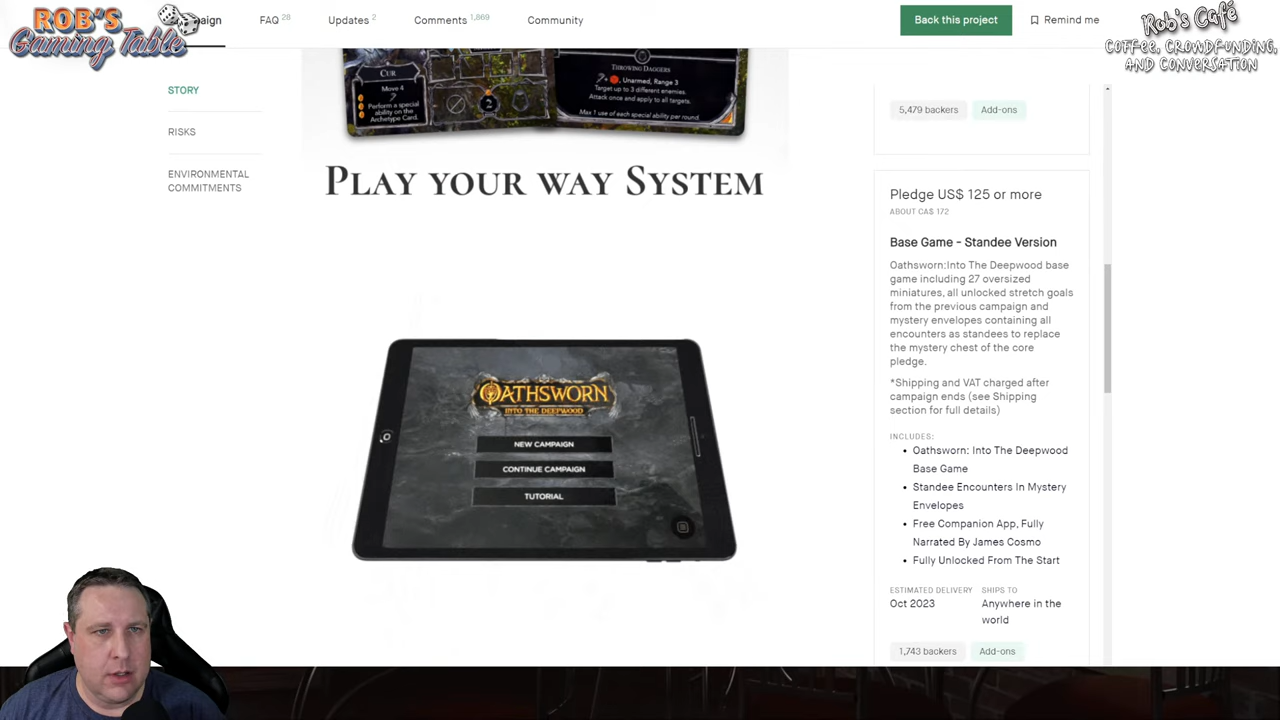 ROB'S
Gaming Table
aign
FAQ 28
Updates 2
Comments 1,869
Community
Back this project
Remind me
Rob's Café
Coffee, Crowdfunding,
and Conversation
STORY
RISKS
ENVIRONMENTAL
COMMITMENTS
CUR
Move 4
Perform a special
ability on the
Archetype Card.
THROWING DAGGERS
, Unarmed, Range 3
Target up to 3 different enemies.
Attack once and apply to all targets.
Max 1 use of each special ability per round.
PLAY YOUR WAY SYSTEM
OATHSWORN
INTO THE DEEPWOOD
NEW CAMPAIGN
CONTINUE CAMPAIGN
TUTORIAL
5,479 backers
Add-ons
Pledge US$ 125 or more
ABOUT CA$ 172
Base Game - Standee Version
Oathsworn:Into The Deepwood base
game including 27 oversized
miniatures, all unlocked stretch goals
from the previous campaign and
mystery envelopes containing all
encounters as standees to replace
the mystery chest of the core
pledge.
*Shipping and VAT charged after
campaign ends (see Shipping
section for full details)
INCLUDES:
• Oathsworn: Into The Deepwood
Base Game
• Standee Encounters In Mystery
Envelopes
• Free Companion App, Fully
Narrated By James Cosmo
• Fully Unlocked From The Start
ESTIMATED DELIVERY
Oct 2023
SHIPS TO
Anywhere in the
world
1,743 backers
Add-ons